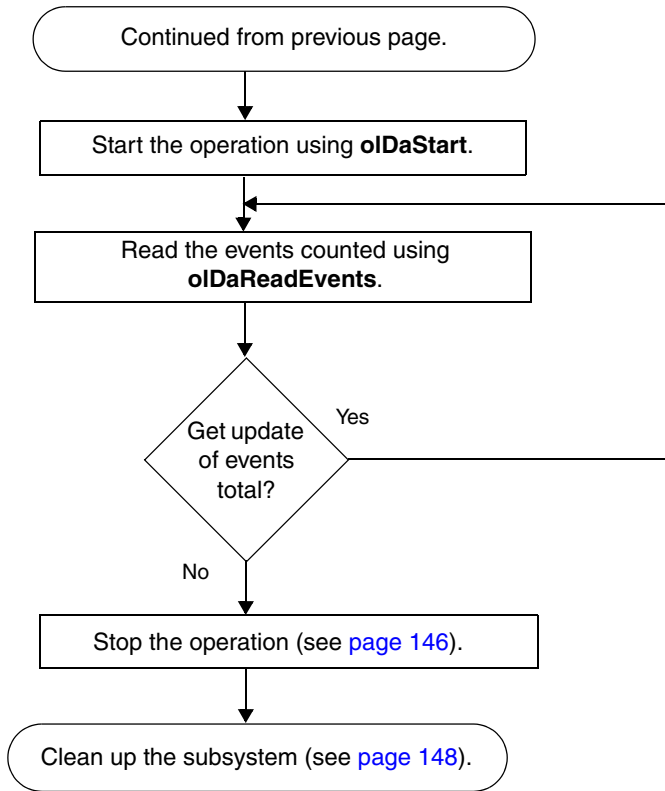 Continued from previous page.
Start the operation using olDaStart.
Read the events counted using
olDaReadEvents.
Get update
of events
total?
Yes
No
Stop the operation (see page 146).
Clean up the subsystem (see page 148).